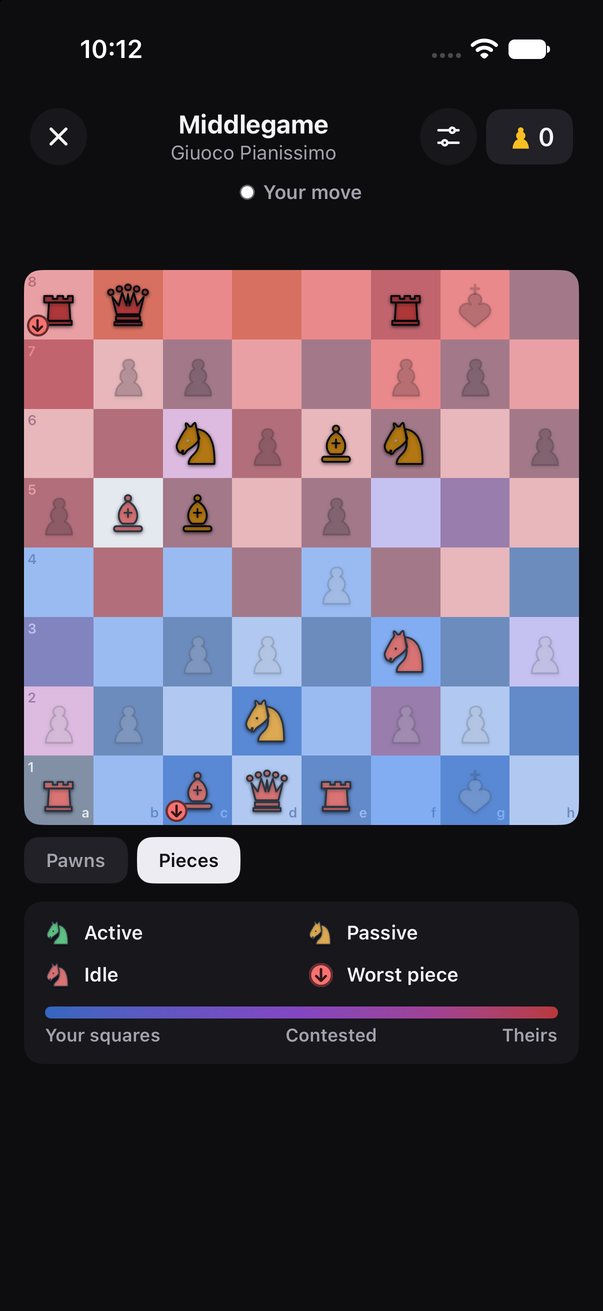 10:12
Middlegame
Giuoco Pianissimo
0
Your move
8
7
6
5
4
3
2
1
a b c d e f g h
Pawns Pieces
Active Passive
Idle Worst piece
Your squares Contested Theirs